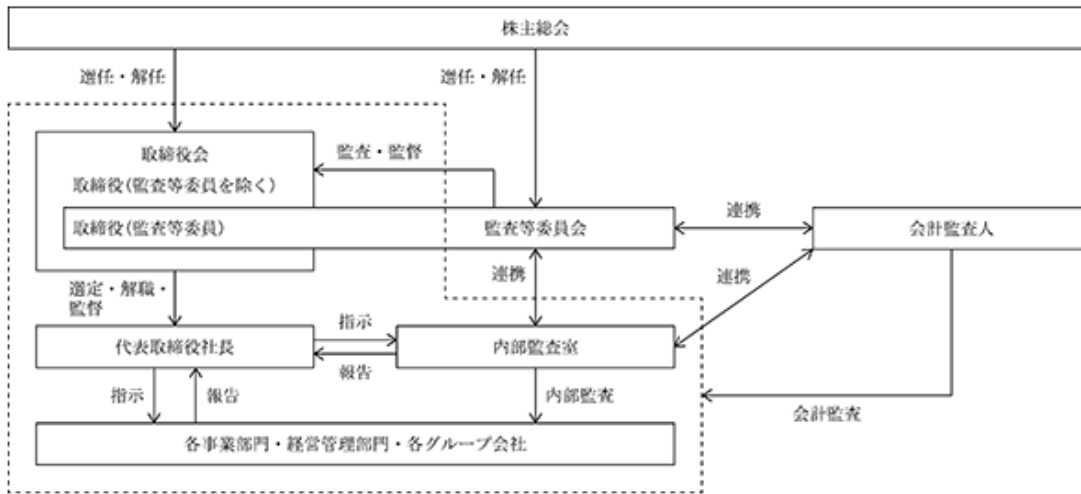 株主総会
選任・解任
選任・解任
取締役会
監査・監督
取締役(監査等委員を除く)
取締役(監査等委員)
監査等委員会
連携
会計監査人
連携
連携
選定・解職・
監督
代表取締役社長
指示
報告
内部監査室
指示
報告
内部監査
会計監査
各事業部門・経営管理部門・各グループ会社